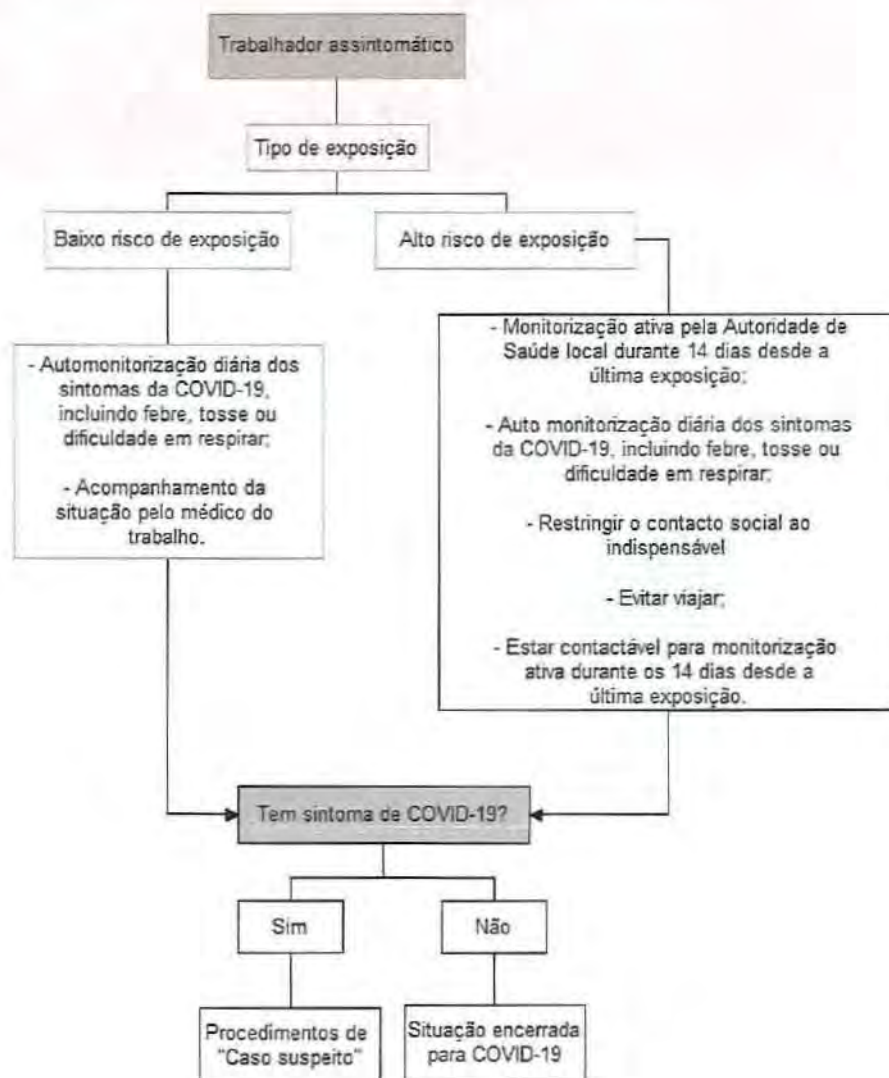 Trabalhador assintomático
Tipo de exposição
Baixo risco de exposição
Alto risco de exposição
- Automonitorização diária dos
sintomas da COVID-19,
incluindo febre, tosse ou
dificuldade em respirar;
- Acompanhamento da
situação pelo médico do
trabalho.
- Monitorização ativa pela Autoridade de
Saúde local durante 14 dias desde a
última exposição;
- Auto monitorização diária dos sintomas
da COVID-19, incluindo febre, tosse ou
dificuldade em respirar;
- Restringir o contacto social ao
indispensável
- Evitar viajar;
- Estar contactável para monitorização
ativa durante os 14 dias desde a
última exposição.
Tem sintoma de COVID-19?
Sim
Não
Procedimentos de
"Caso suspeito"
Situação encerrada
para COVID-19